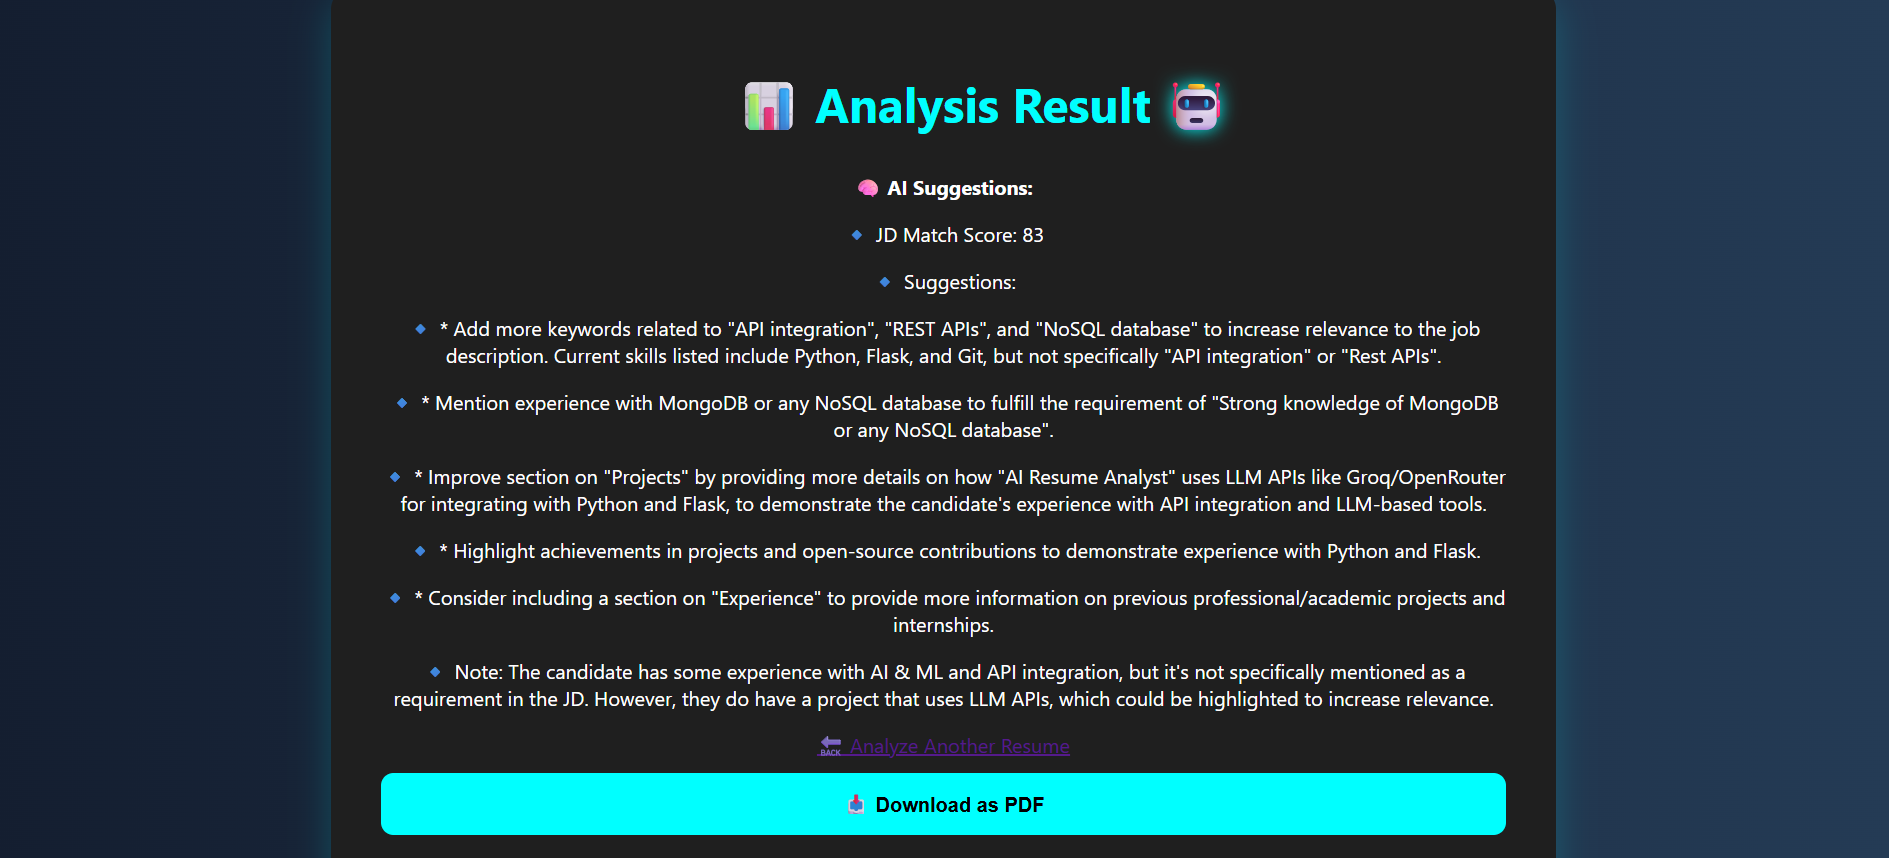 Analysis Result
AI Suggestions:
JD Match Score: 83
Suggestions:
* Add more keywords related to "API integration", "REST APIs", and "NoSQL database" to increase relevance to the job
description. Current skills listed include Python, Flask, and Git, but not specifically "API integration" or "Rest APIs".
* Mention experience with MongoDB or any NoSQL database to fulfill the requirement of "Strong knowledge of MongoDB
or any NoSQL database".
* Improve section on "Projects" by providing more details on how "AI Resume Analyst" uses LLM APIs like Groq/OpenRouter
for integrating with Python and Flask, to demonstrate the candidate's experience with API integration and LLM-based tools.
* Highlight achievements in projects and open-source contributions to demonstrate experience with Python and Flask.
* Consider including a section on "Experience" to provide more information on previous professional/academic projects and
internships.
Note: The candidate has some experience with AI & ML and API integration, but it's not specifically mentioned as a
requirement in the JD. However, they do have a project that uses LLM APIs, which could be highlighted to increase relevance.
BACK Analyze Another Resume
Download as PDF